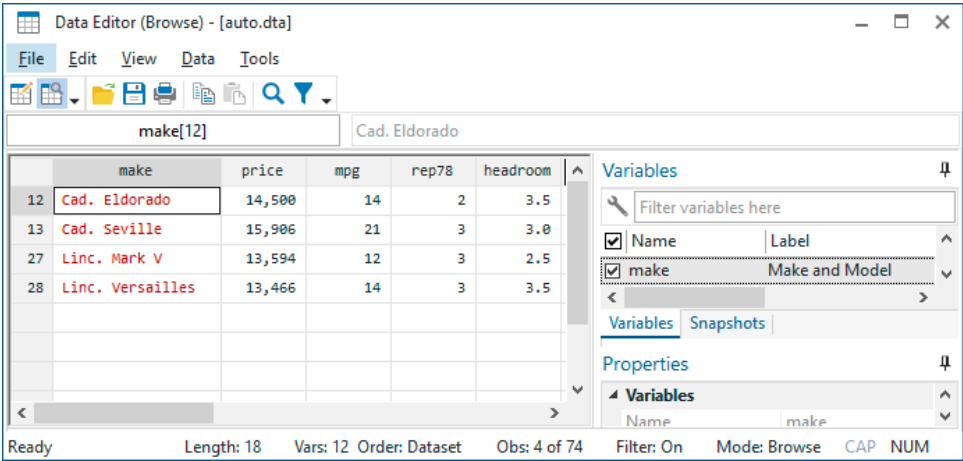 Data Editor (Browse) - [auto.dta]
File Edit View Data Tools
make[12] Cad. Eldorado
make price mpg rep78 headroom
12 Cad. Eldorado 14,500 14 2 3.5
13 Cad. Seville 15,906 21 3 3.0
27 Linc. Mark V 13,594 12 3 2.5
28 Linc. Versailles 13,466 14 3 3.5
Variables
Filter variables here
Name Label
make Make and Model
Variables Snapshots
Properties
Variables
Name make
Ready Length: 18 Vars: 12 Order: Dataset Obs: 4 of 74 Filter: On Mode: Browse CAP NUM